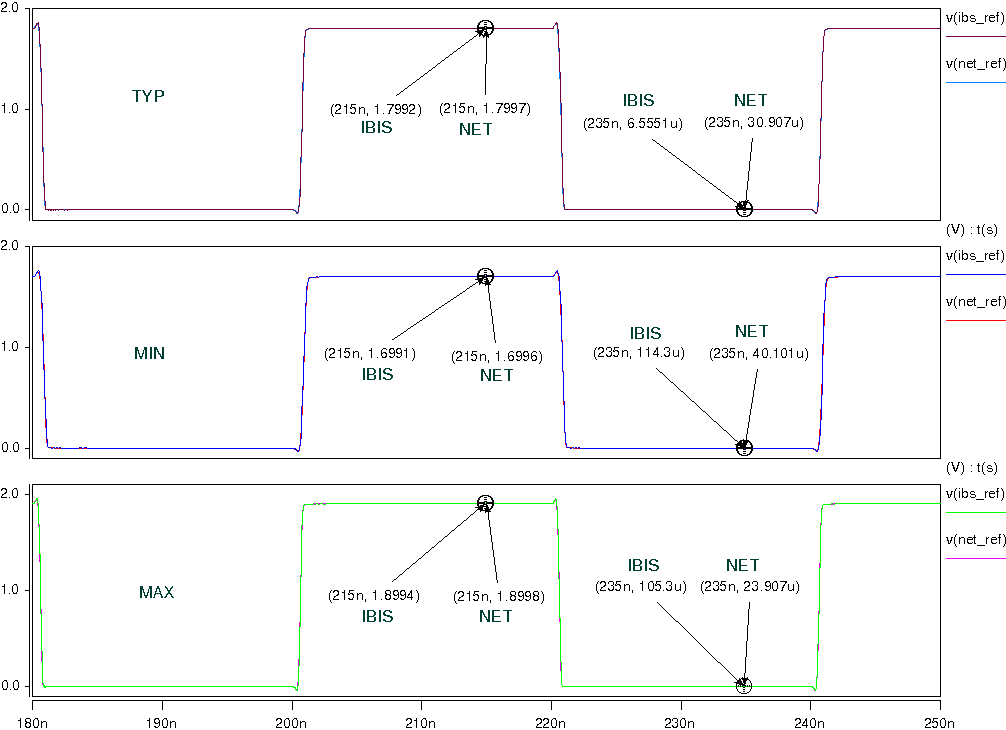 2.0
v(ibs_ref)
v(net_ref)
TYP
1.0
(215n, 1.7992)
IBIS
(215n, 1.7997)
NET
IBIS
(235n, 6.5551u)
NET
(235n, 30.907u)
0.0
(V) : t(s)
2.0
v(ibs_ref)
v(net_ref)
MIN
1.0
(215n, 1.6991)
IBIS
(215n, 1.6996)
NET
IBIS
(235n, 114.3u)
NET
(235n, 40.101u)
0.0
(V) : t(s)
2.0
v(ibs_ref)
v(net_ref)
MAX
1.0
(215n, 1.8994)
IBIS
(215n, 1.8998)
NET
IBIS
(235n, 105.3u)
NET
(235n, 23.907u)
0.0
180n 190n 200n 210n 220n 230n 240n 250n